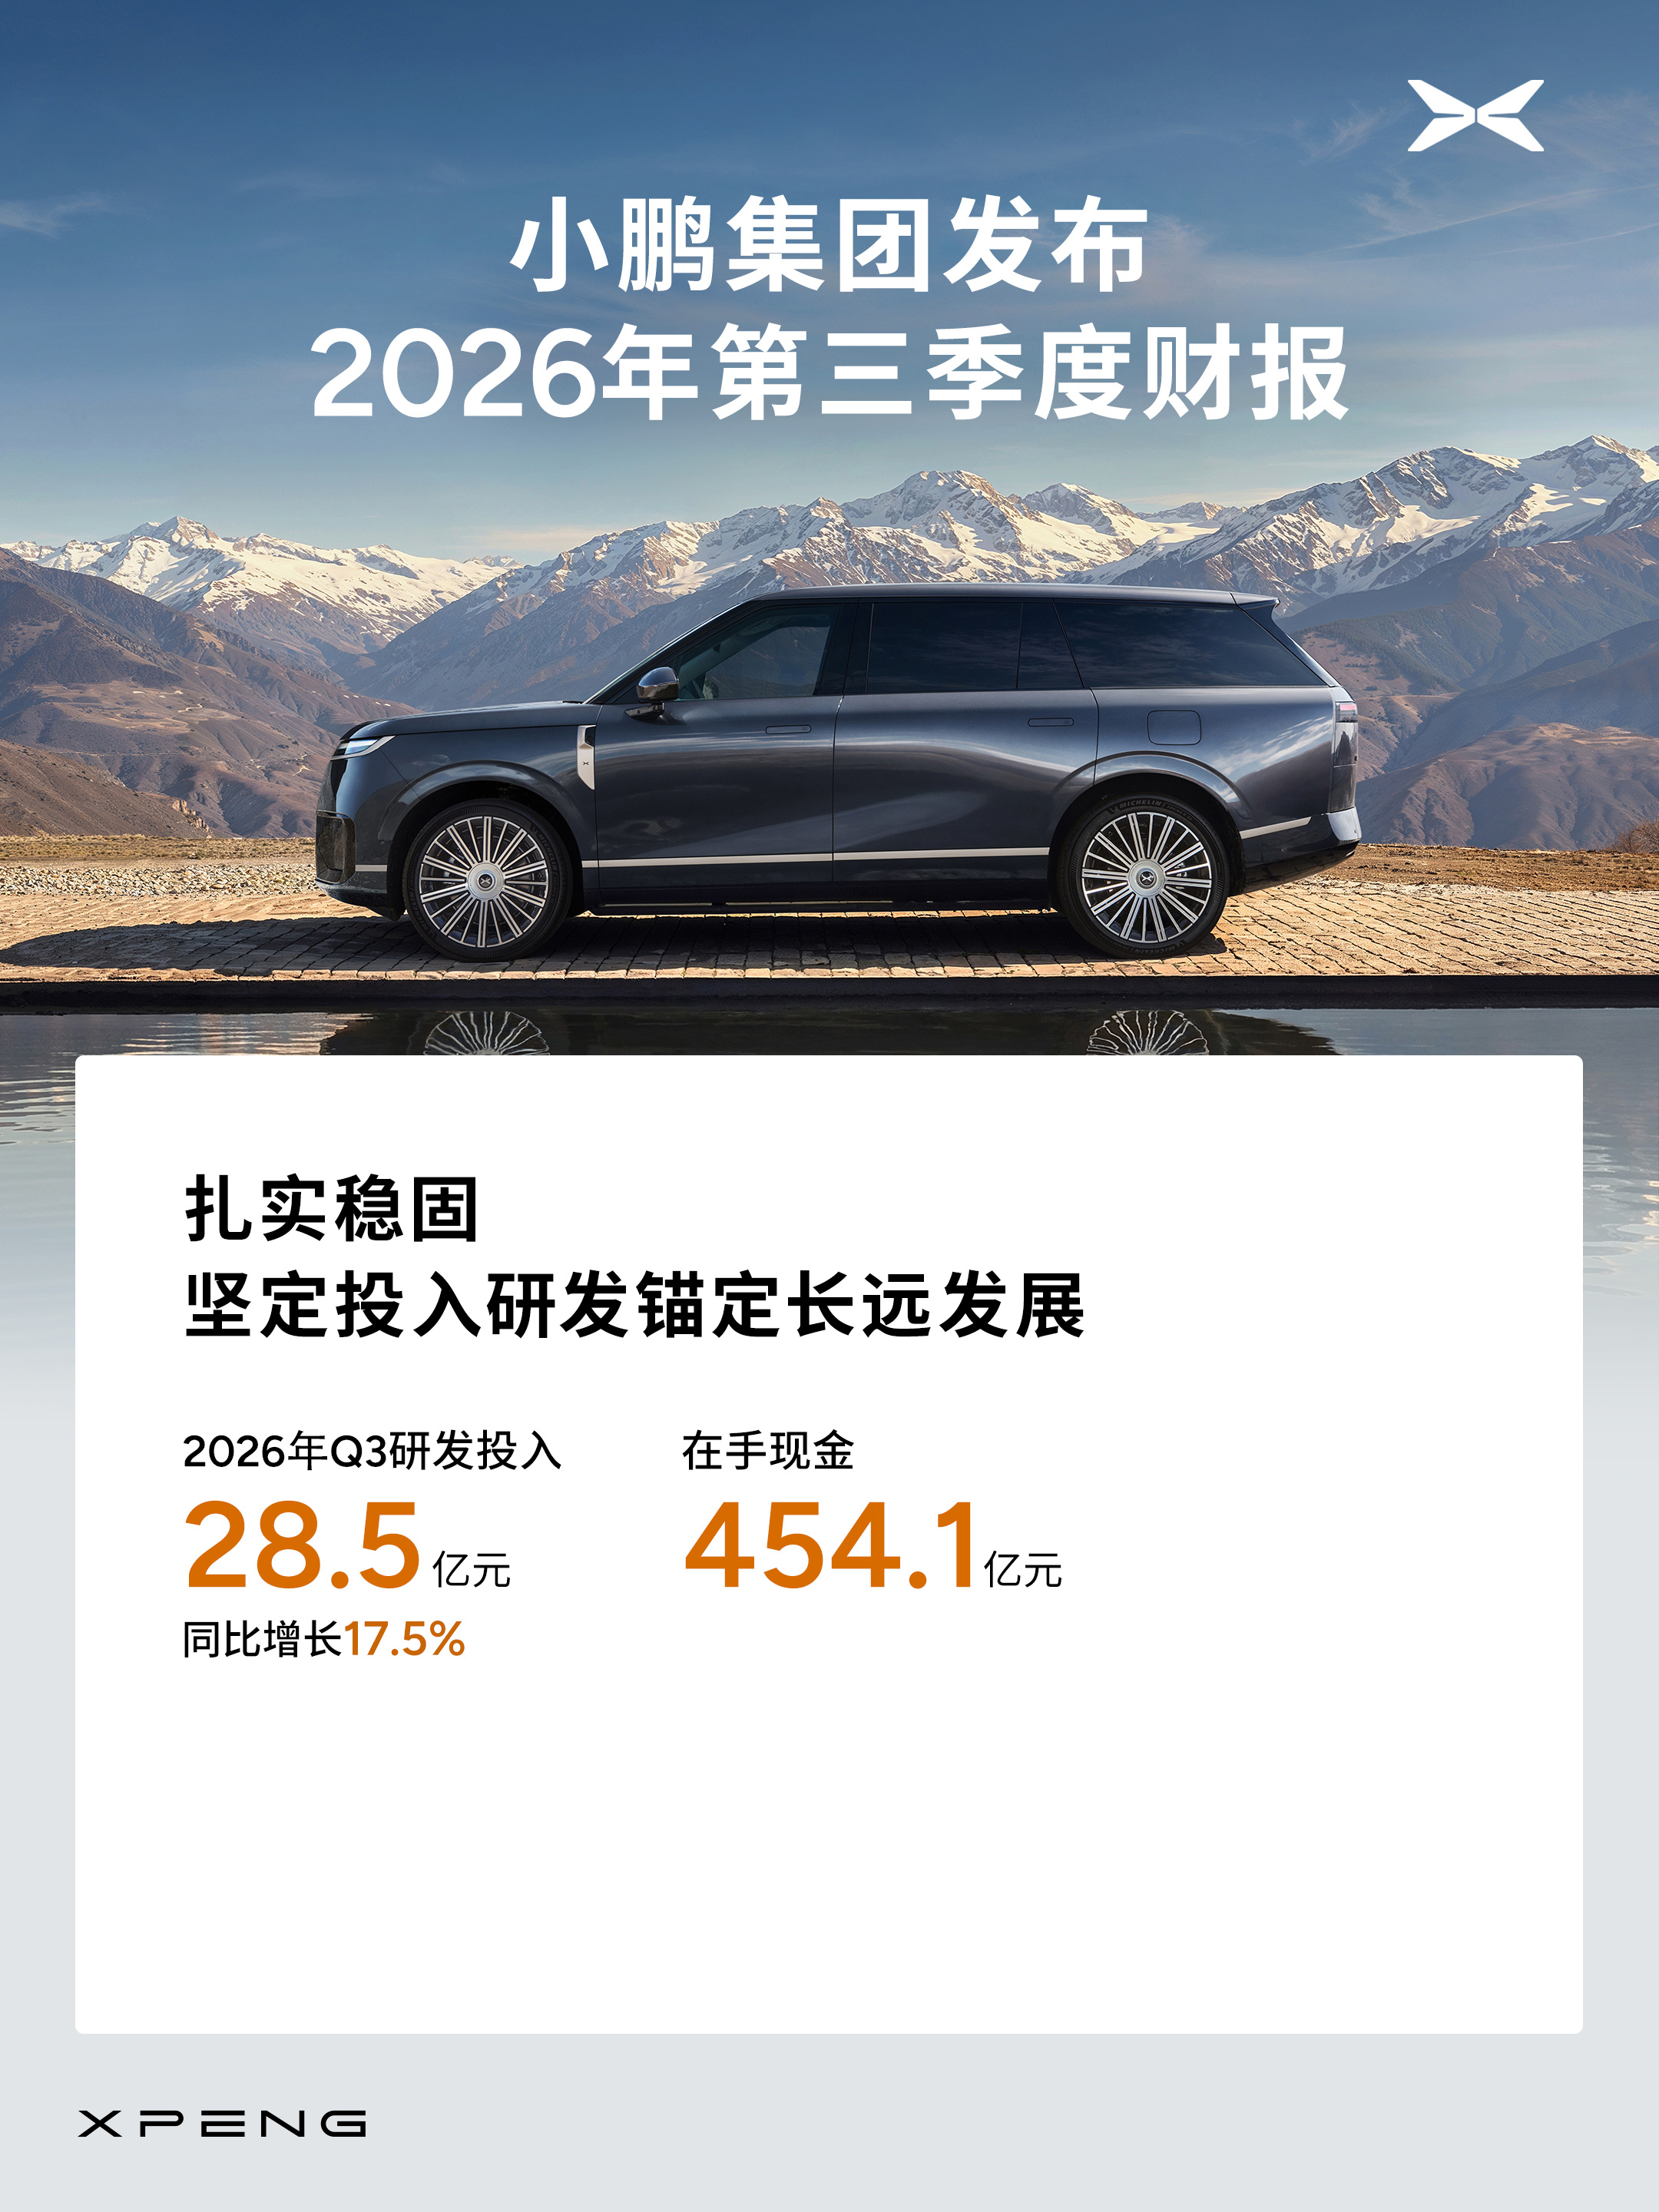 小鹏集团发布
2026年第三季度财报
MICHELIN
扎实稳固
坚定投入研发锚定长远发展
2026年Q3研发投入 在手现金
28.5亿元 454.1亿元
同比增长17.5%
XPENG